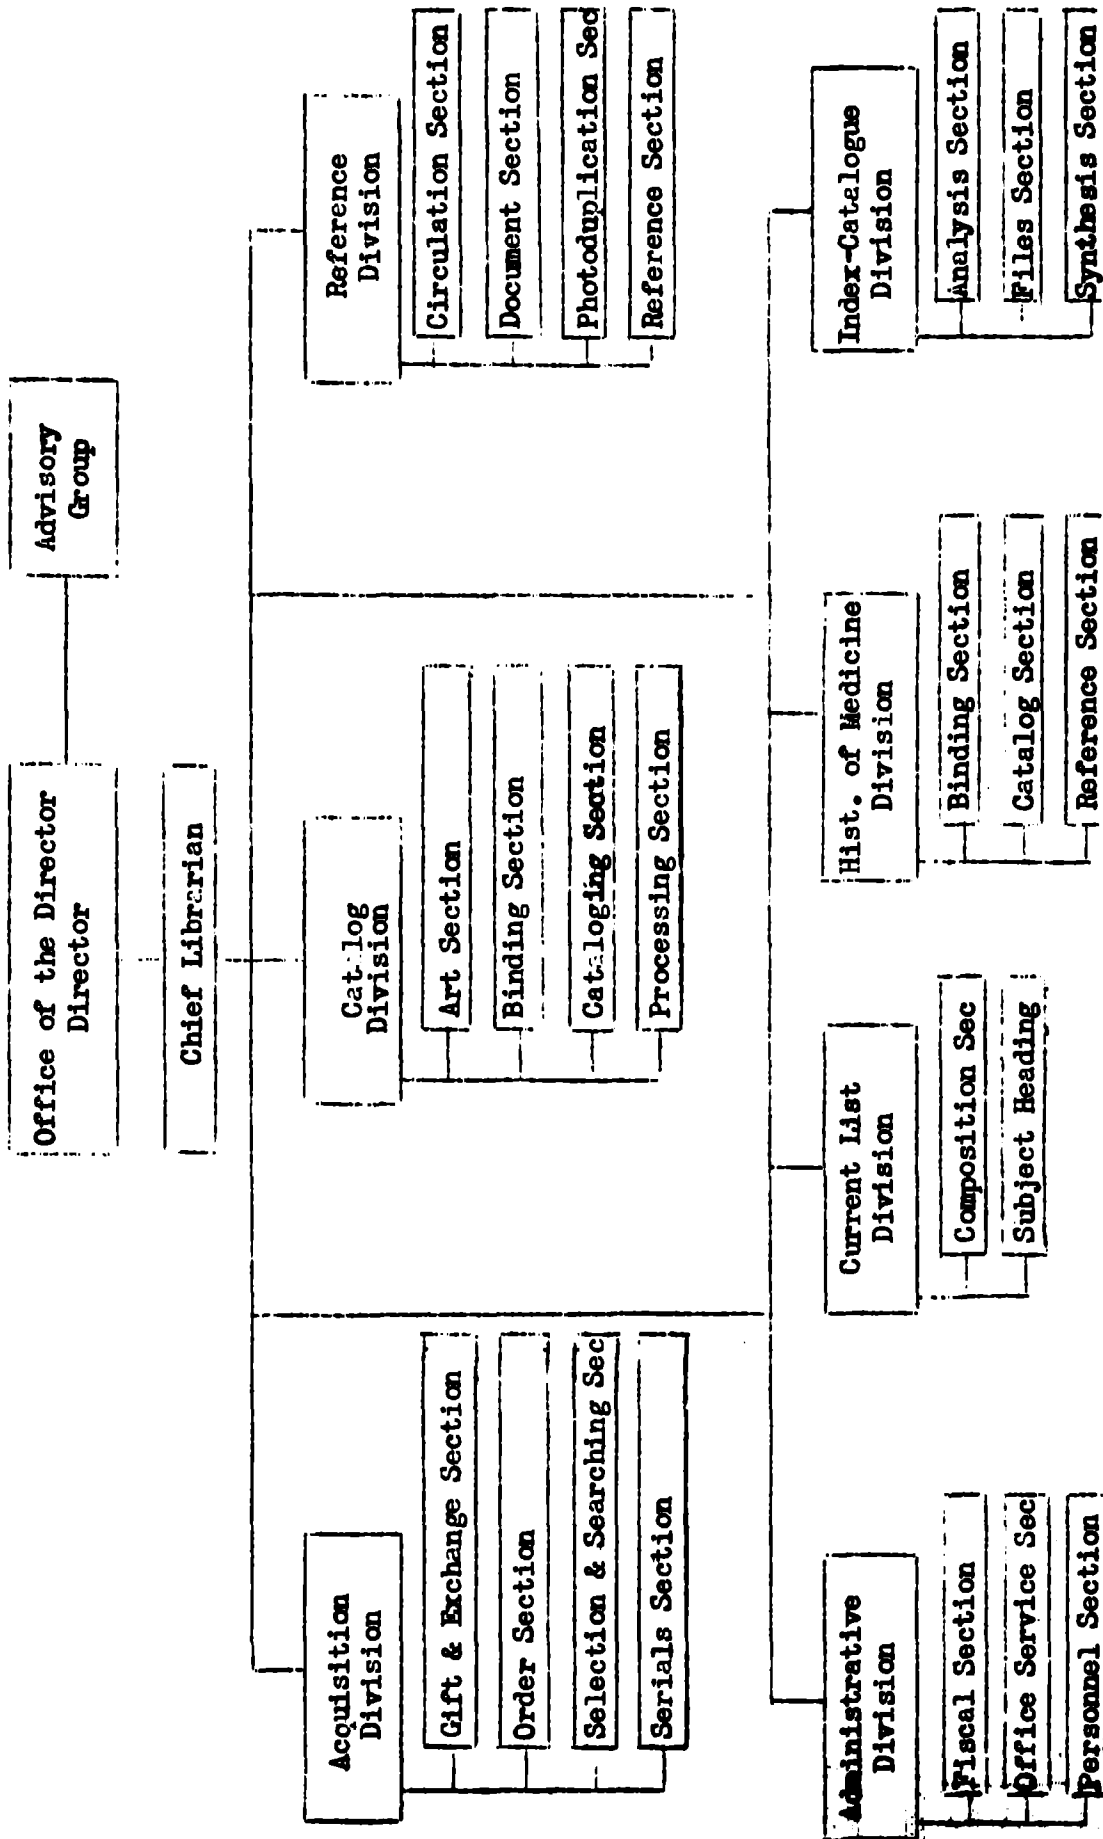 Office of the Director
Director
Advisory
Group
Chief Librarian
Acquisition
Division
Gift & Exchange Section
Order Section
Selection & Searching Sec
Serials Section
Catalog
Division
Art Section
Binding Section
Cataloging Section
Processing Section
Reference
Division
Circulation Section
Document Section
Photoduplication Sec
Reference Section
Administrative
Division
Fiscal Section
Office Service Sec
Personnel Section
Current List
Division
Composition Sec
Subject Heading
Hist. of Medicine
Division
Binding Section
Catalog Section
Reference Section
Index-Catalogue
Division
Analysis Section
Files Section
Synthesis Section